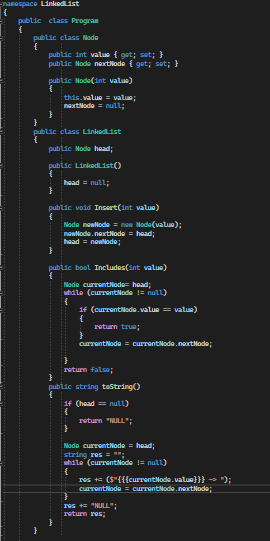 namespace LinkedList
{
public class Program
{
public class Node
{
public int value { get; set; }
public Node nextNode { get; set; }
public Node(int value)
{
this.value = value;
nextNode = null;
}
}
public class LinkedList
{
public Node head;
public LinkedList()
{
head = null;
}
public void Insert(int value)
{
Node newNode = new Node(value);
newNode.nextNode = head;
head = newNode;
}
public bool Includes(int value)
{
Node currentNode= head;
while (currentNode != null)
{
if (currentNode.value == value)
{
return true;
}
currentNode = currentNode.nextNode;
}
return false;
}
public string toString()
{
if (head == null)
{
return "NULL";
}
Node currentNode = head;
string res = "";
while (currentNode != null)
{
res += ($"{{{currentNode.value}}} -> ");
currentNode = currentNode.nextNode;
}
res += "NULL";
return res;
}
}